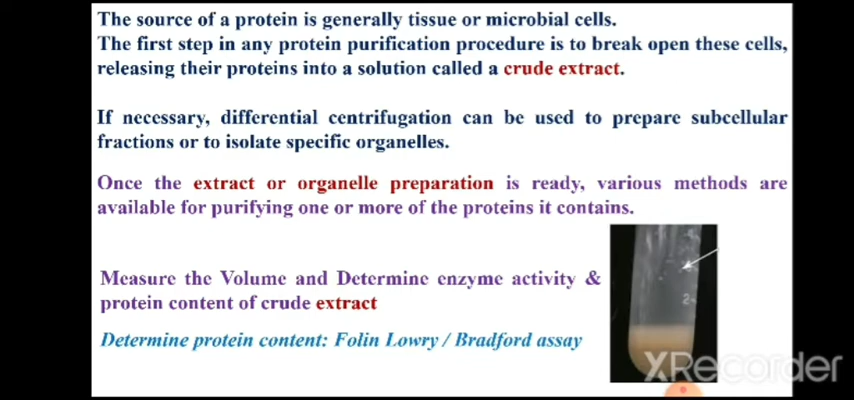 The source of a protein is generally tissue or microbial cells.
The first step in any protein purification procedure is to break open these cells,
releasing their proteins into a solution called a crude extract.
If necessary, differential centrifugation can be used to prepare subcellular
fractions or to isolate specific organelles.
Once the extract or organelle preparation is ready, various methods are
available for purifying one or more of the proteins it contains.
Measure the Volume and Determine enzyme activity &
protein content of crude extract
Determine protein content: Folin Lowry / Bradford assay
2
XRecorder